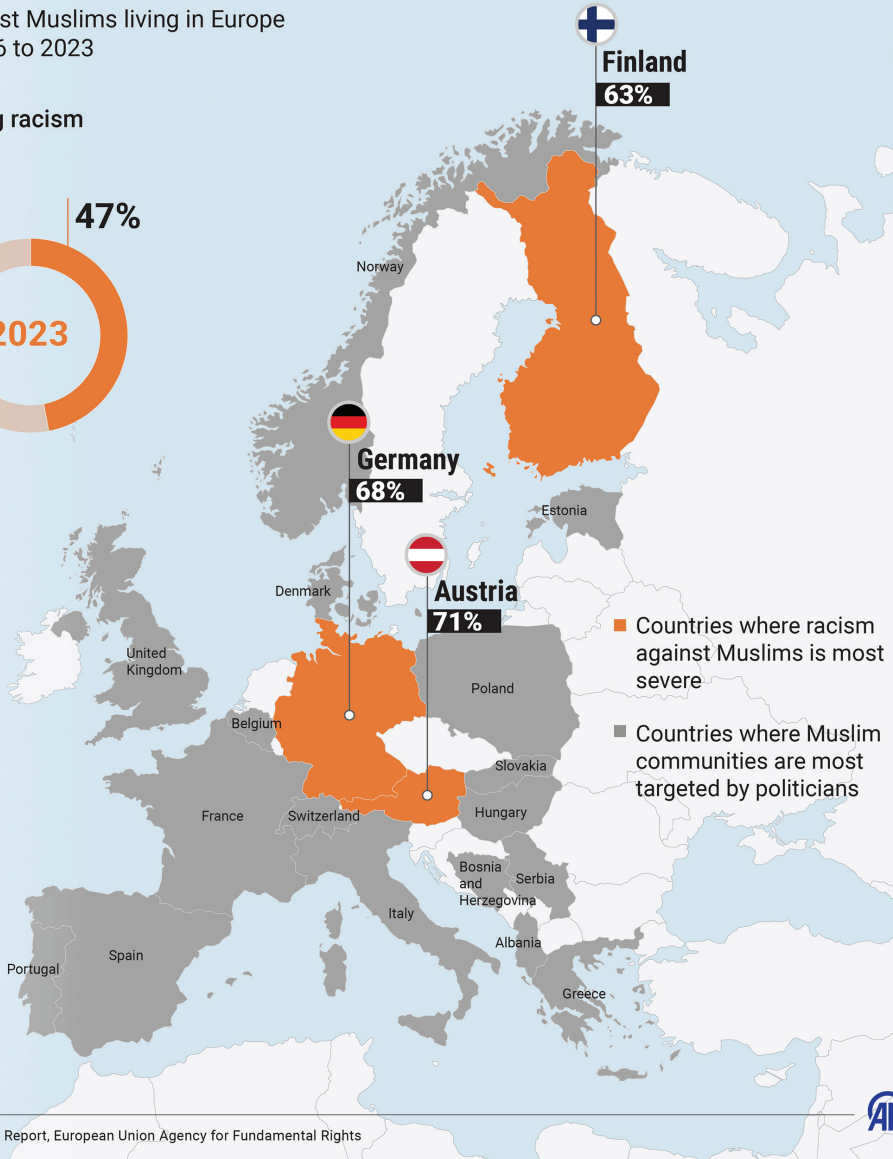 st Muslims living in Europe
6 to 2023
g racism
47%
2023
Finland
63%
Norway
Germany
68%
Estonia
Denmark
Austria
71%
United
Kingdom
Countries where racism
against Muslims is most
severe
Poland
Belgium
Countries where Muslim
communities are most
targeted by politicians
Slovakia
France
Switzerland
Hungary
Bosnia
and
Herzegovina
Serbia
Italy
Albania
Spain
Portugal
Greece
Report, European Union Agency for Fundamental Rights